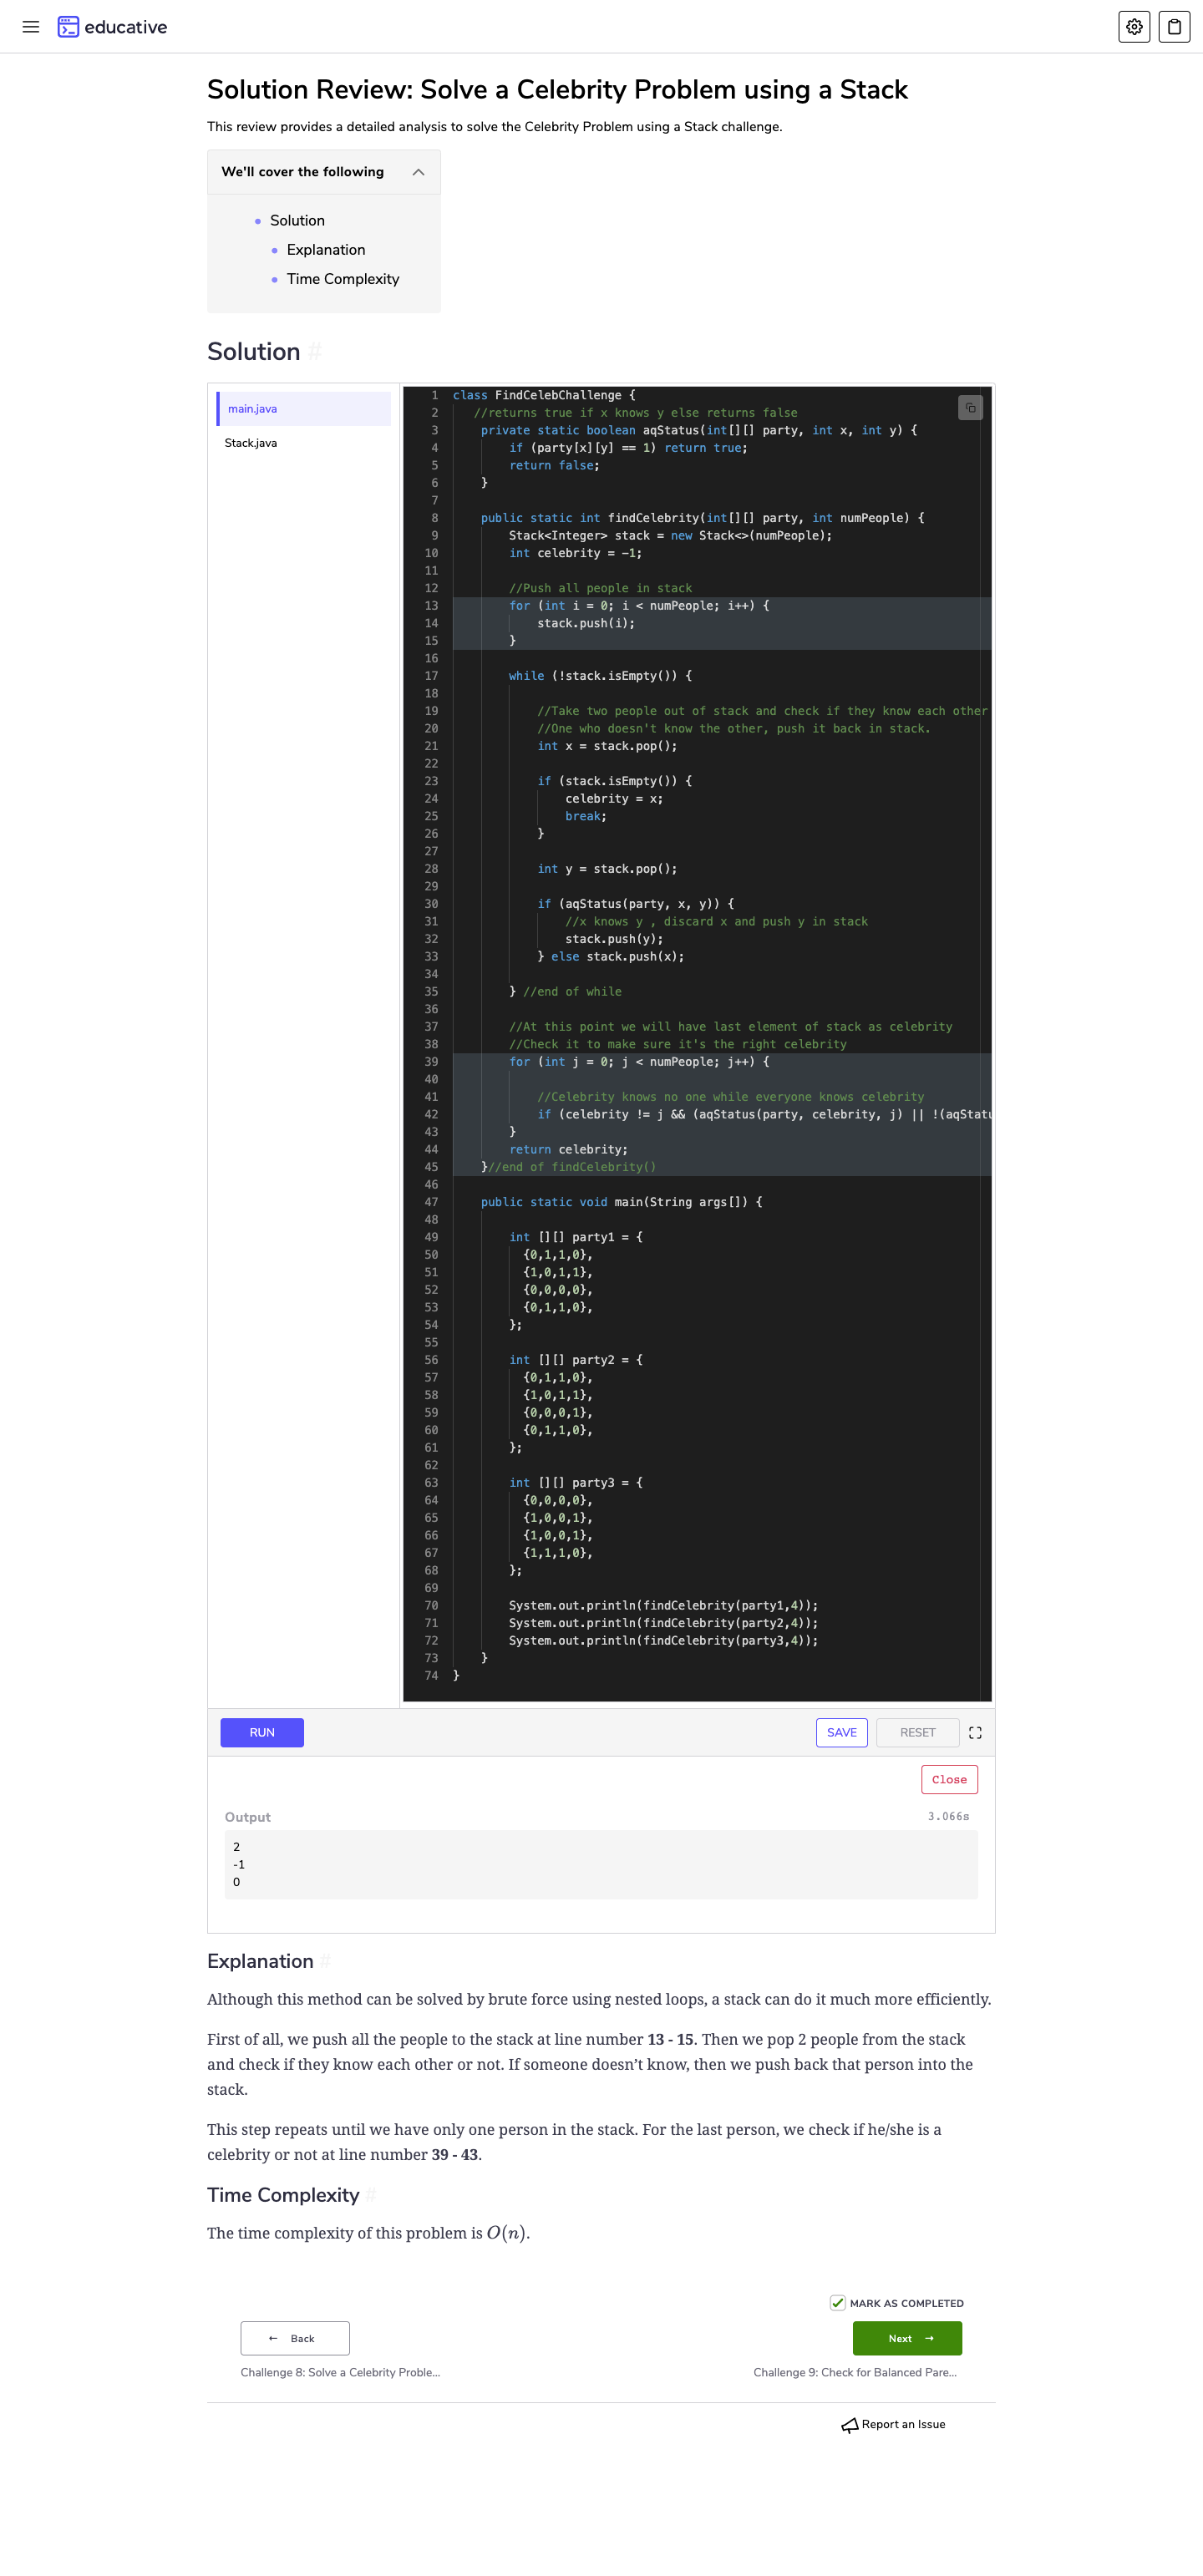 educative
Solution Review: Solve a Celebrity Problem using a Stack
This review provides a detailed analysis to solve the Celebrity Problem using a Stack challenge.
We'll cover the following
Solution
Explanation
Time Complexity
Solution #
main.java
Stack.java
1 class FindCelebChallenge {
2 //returns true if x knows y else returns false
3 private static boolean aqStatus(int[][] party, int x, int y) {
4 if (party[x][y] == 1) return true;
5 return false;
6 }
7
8 public static int findCelebrity(int[][] party, int numPeople) {
9 Stack<Integer> stack = new Stack<>(numPeople);
10 int celebrity = -1;
11
12 //Push all people in stack
13 for (int i = 0; i < numPeople; i++) {
14 stack.push(i);
15 }
16
17 while (!stack.isEmpty()) {
18
19 //Take two people out of stack and check if they know each other
20 //One who doesn't know the other, push it back in stack.
21 int x = stack.pop();
22
23 if (stack.isEmpty()) {
24 celebrity = x;
25 break;
26 }
27
28 int y = stack.pop();
29
30 if (aqStatus(party, x, y)) {
31 //x knows y , discard x and push y in stack
32 stack.push(y);
33 } else stack.push(x);
34
35 } //end of while
36
37 //At this point we will have last element of stack as celebrity
38 //Check it to make sure it's the right celebrity
39 for (int j = 0; j < numPeople; j++) {
40
41 //Celebrity knows no one while everyone knows celebrity
42 if (celebrity != j && (aqStatus(party, celebrity, j) || !(aqStatu
43 }
44 return celebrity;
45 }//end of findCelebrity()
46
47 public static void main(String args[]) {
48
49 int [][] party1 = {
50 {0,1,1,0},
51 {1,0,1,1},
52 {0,0,0,0},
53 {0,1,1,0},
54 };
55
56 int [][] party2 = {
57 {0,1,1,0},
58 {1,0,1,1},
59 {0,0,0,1},
60 {0,1,1,0},
61 };
62
63 int [][] party3 = {
64 {0,0,0,0},
65 {1,0,0,1},
66 {1,0,0,1},
67 {1,1,1,0},
68 };
69
70 System.out.println(findCelebrity(party1,4));
71 System.out.println(findCelebrity(party2,4));
72 System.out.println(findCelebrity(party3,4));
73 }
74 }
RUN
SAVE
RESET
Close
Output
3.066s
2
-1
0
Explanation #
Although this method can be solved by brute force using nested loops, a stack can do it much more efficiently.
First of all, we push all the people to the stack at line number 13 - 15. Then we pop 2 people from the stack
and check if they know each other or not. If someone doesn’t know, then we push back that person into the
stack.
This step repeats until we have only one person in the stack. For the last person, we check if he/she is a
celebrity or not at line number 39 - 43.
Time Complexity #
The time complexity of this problem is O(n).
MARK AS COMPLETED
← Back
Next →
Challenge 8: Solve a Celebrity Proble...
Challenge 9: Check for Balanced Pare...
Report an Issue